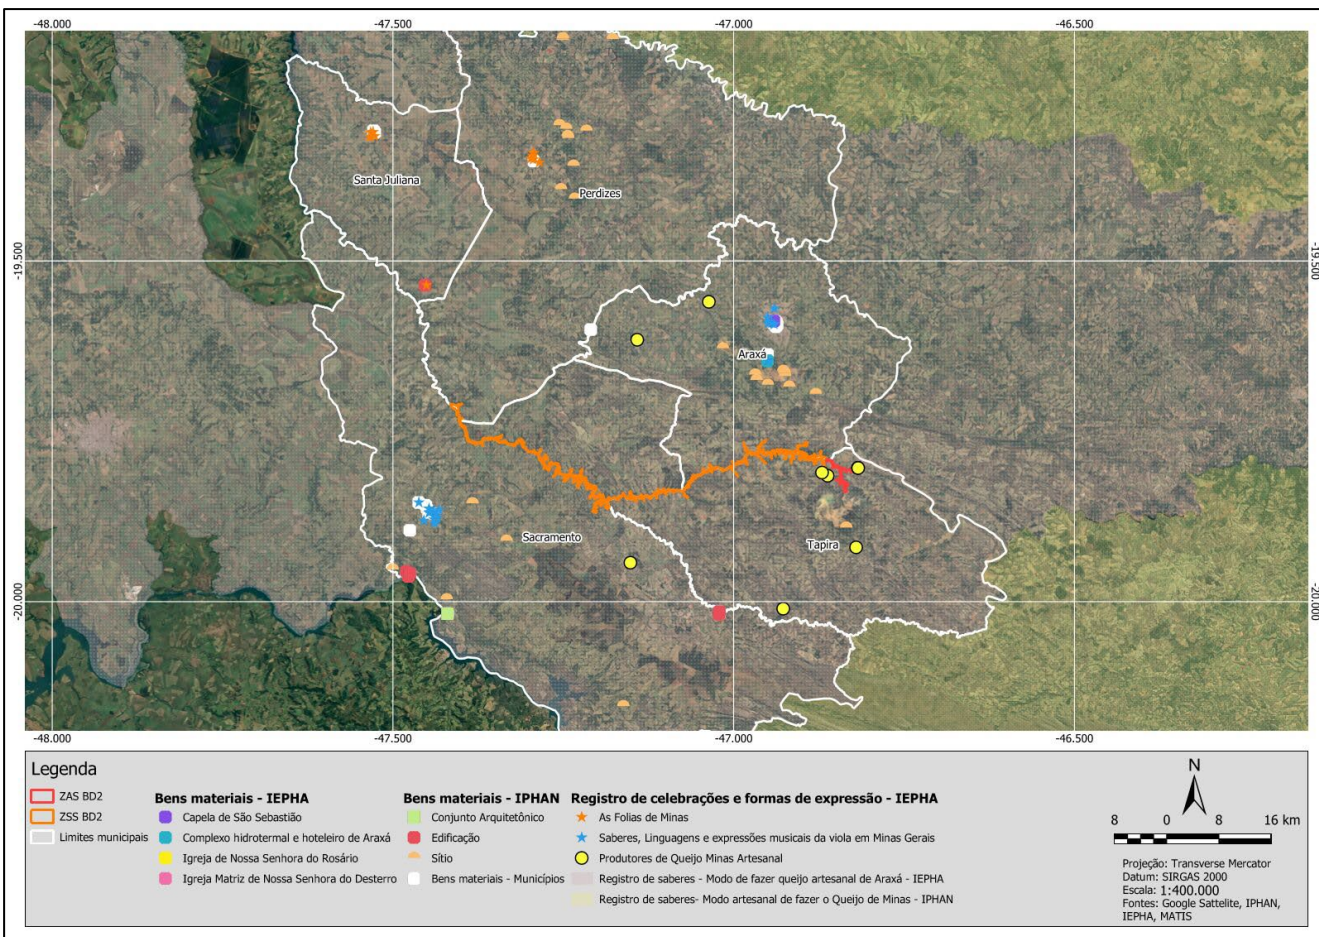 -48.000
-47.500
-47.000
-46.500
-19.500
-19.500
-20.000
-20.000
Santa Juliana
Perdizes
Araxá
Sacramento
Tapira
-48.000
-47.500
-47.000
-46.500
Legenda
ZAS BD2
ZSS BD2
Limites municipais
Bens materiais - IEPHA
Capela de São Sebastião
Complexo hidrotermal e hoteleiro de Araxá
Igreja de Nossa Senhora do Rosário
Igreja Matriz de Nossa Senhora do Desterro
Bens materiais - IPHAN
Conjunto Arquitetônico
Edificação
Sítio
Bens materiais - Municípios
Registro de celebrações e formas de expressão - IEPHA
As Folias de Minas
Saberes, Linguagens e expressões musicais da viola em Minas Gerais
Produtores de Queijo Minas Artesanal
Registro de saberes - Modo de fazer queijo artesanal de Araxá - IEPHA
Registro de saberes- Modo artesanal de fazer o Queijo de Minas - IPHAN
N
8 0 8 16 km
Projeção: Transverse Mercator
Datum: SIRGAS 2000
Escala: 1:400.000
Fontes: Google Sattelite, IPHAN,
IEPHA, MATIS